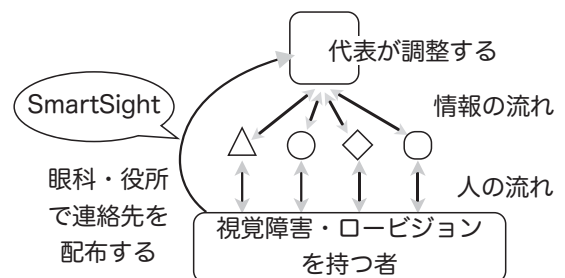 代表が調整する
SmartSight
情報の流れ
眼科・役所
で連絡先を
配布する
人の流れ
視覚障害・ロービジョン
を持つ者